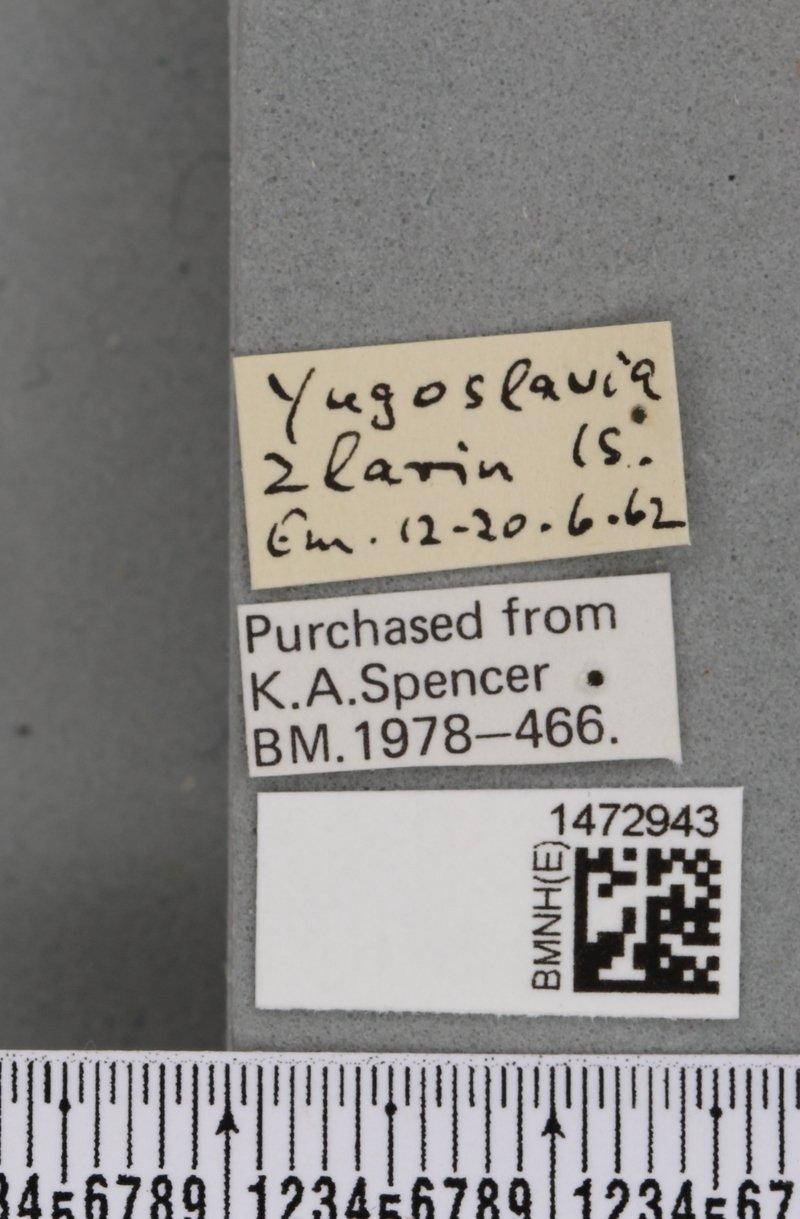 Yugoslavia
Zlarin Is.
Em. 12-20.6.62
Purchased from
K.A.Spencer
BM.1978–466.
1472943
BMNH(E)
3456789 123456789 1234567